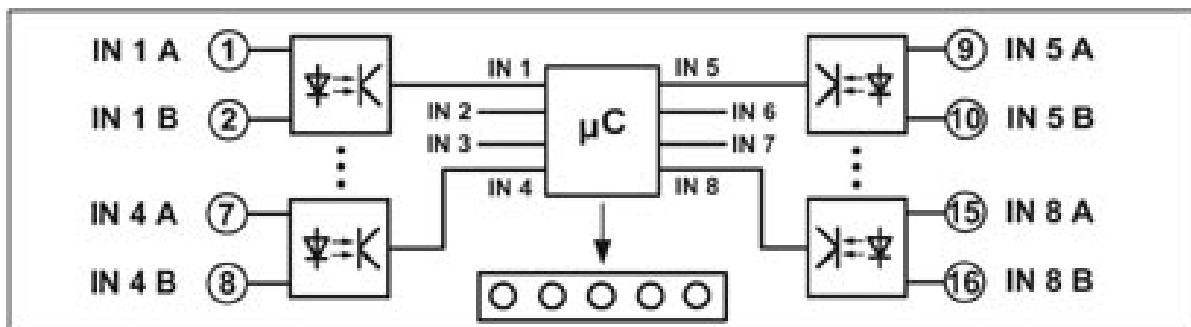 IN 1 A 1 IN 1 IN 5 9 IN 5 A
IN 1 B 2 IN 2 µC IN 6 10 IN 5 B
IN 3 IN 7
IN 4 A 7 IN 4 IN 8 15 IN 8 A
IN 4 B 8 16 IN 8 B